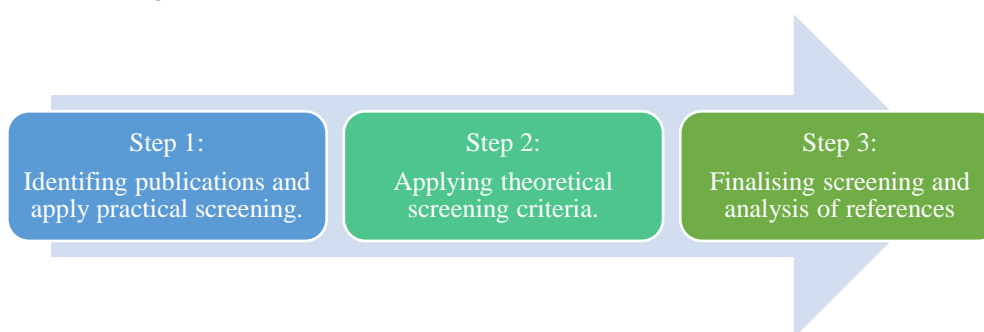 Step 1:
Identifing publications and
apply practical screening.
Step 2:
Applying theoretical
screening criteria.
Step 3:
Finalising screening and
analysis of references